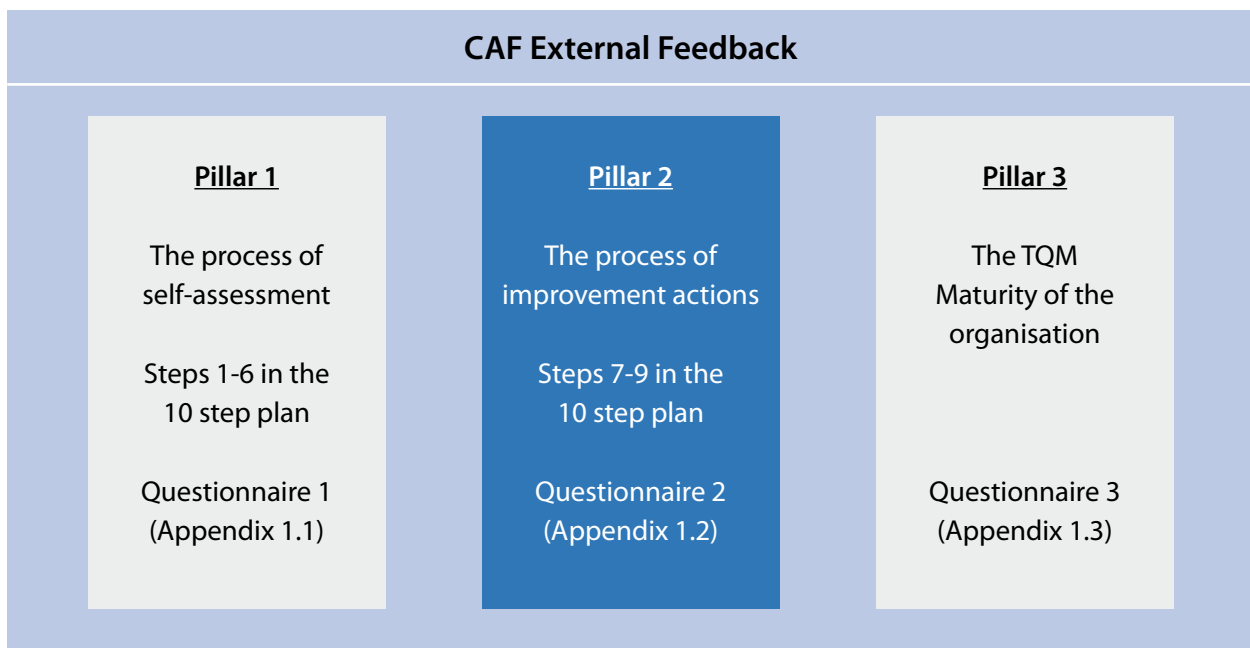 CAF External Feedback
Pillar 1
The process of
self-assessment
Steps 1-6 in the
10 step plan
Questionnaire 1
(Appendix 1.1)
Pillar 2
The process of
improvement actions
Steps 7-9 in the
10 step plan
Questionnaire 2
(Appendix 1.2)
Pillar 3
The TQM
Maturity of the
organisation
Questionnaire 3
(Appendix 1.3)